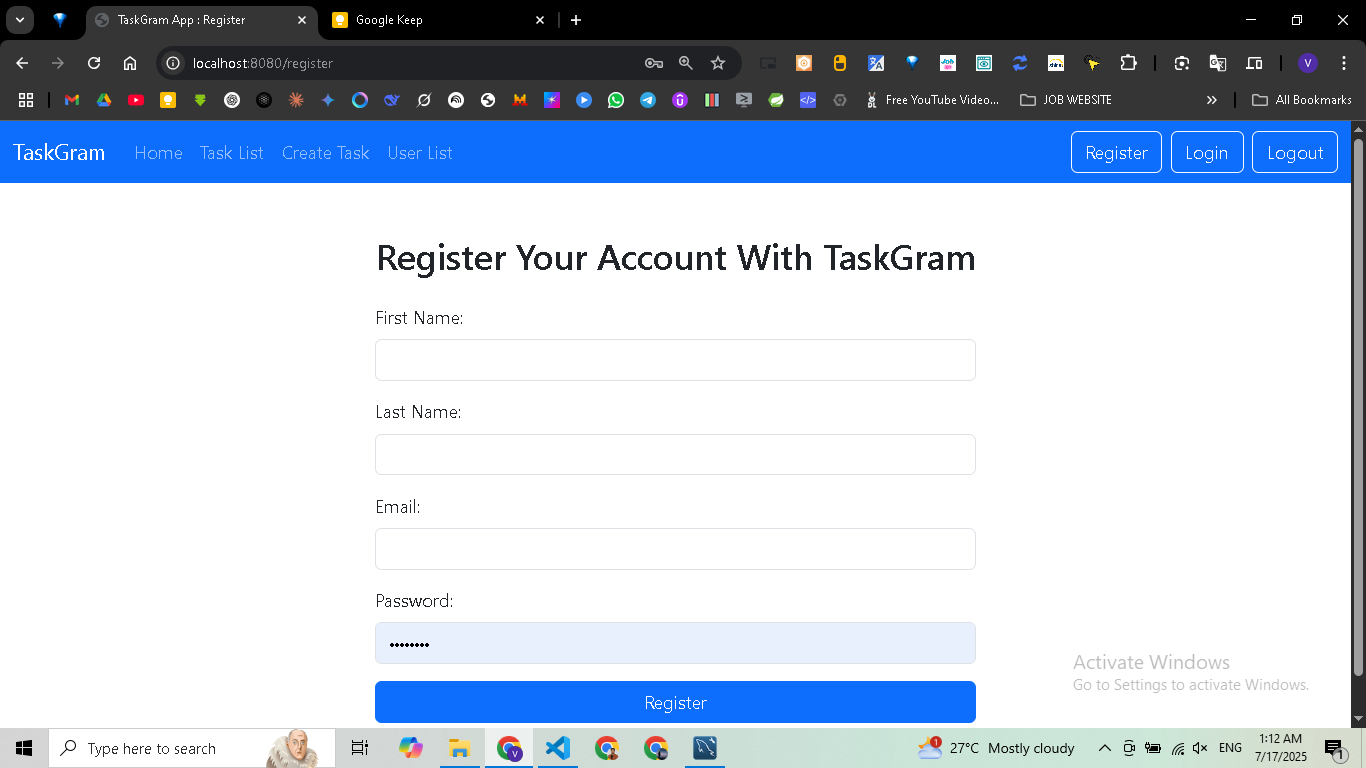 TaskGram App : Register
Google Keep
localhost:8080/register
V
Free YouTube Video...
JOB WEBSITE
All Bookmarks
TaskGram
Home
Task List
Create Task
User List
Register
Login
Logout
Register Your Account With TaskGram
First Name:
Last Name:
Email:
Password:
••••••••
Register
Activate Windows
Go to Settings to activate Windows.
Type here to search
1
27°C Mostly cloudy
ENG
1:12 AM
7/17/2025
1